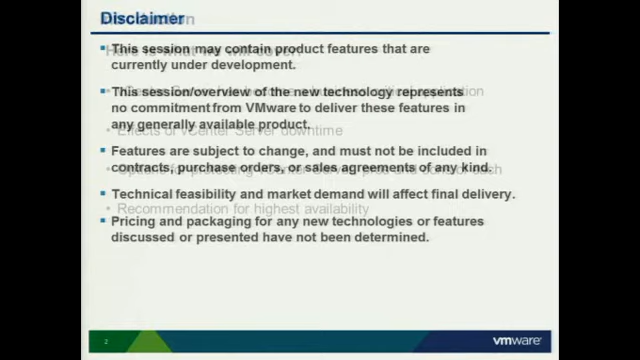 Disclaimer
This session may contain product features that are
currently under development.
This session/overview of the new technology represents
no commitment from VMware to deliver these features in
any generally available product.
Effects of vCenter Server downtime
Features are subject to change, and must not be included in
contracts, purchase orders, or sales agreements of any kind.
Technical feasibility and market demand will affect final delivery.
Recommendation for highest availability
Pricing and packaging for any new technologies or features
discussed or presented have not been determined.
2
vmware